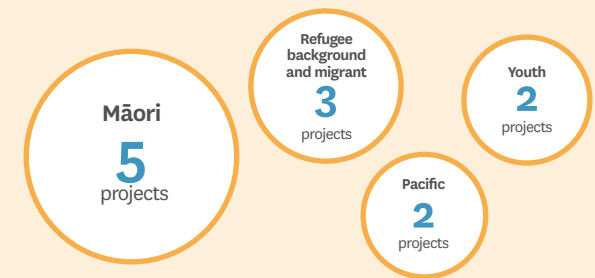 Māori
5
projects
Refugee
background
and migrant
3
projects
Youth
2
projects
Pacific
2
projects